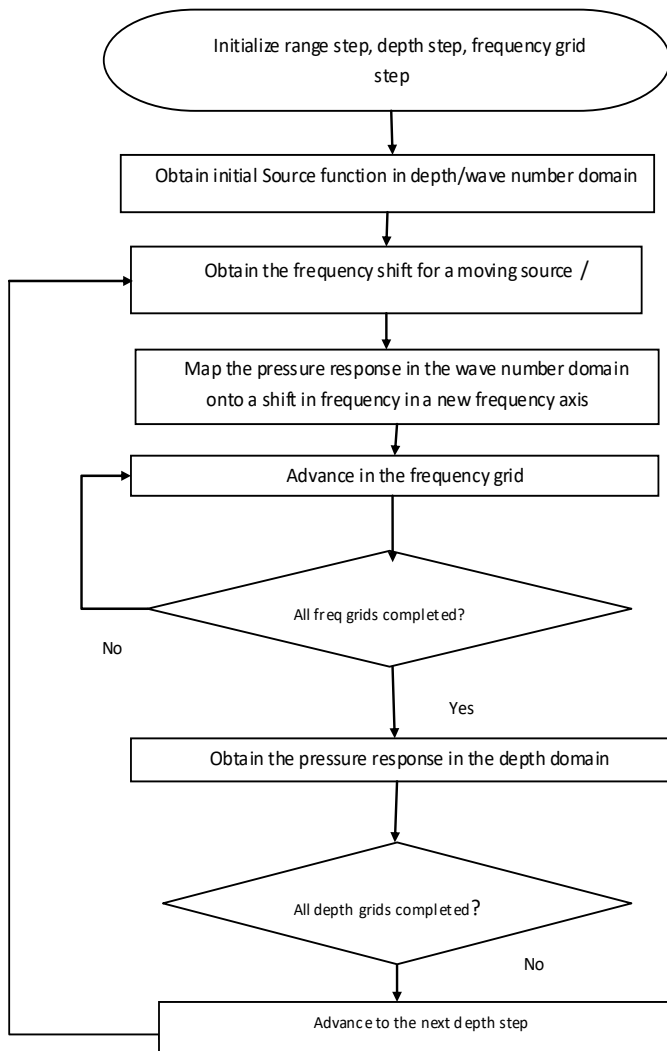 Initialize range step, depth step, frequency grid
step
Obtain initial Source function in depth/wave number domain
Obtain the frequency shift for a moving source /
Map the pressure response in the wave number domain
onto a shift in frequency in a new frequency axis
Advance in the frequency grid
All freq grids completed?
No
Yes
Obtain the pressure response in the depth domain
All depth grids completed?
No
Advance to the next depth step